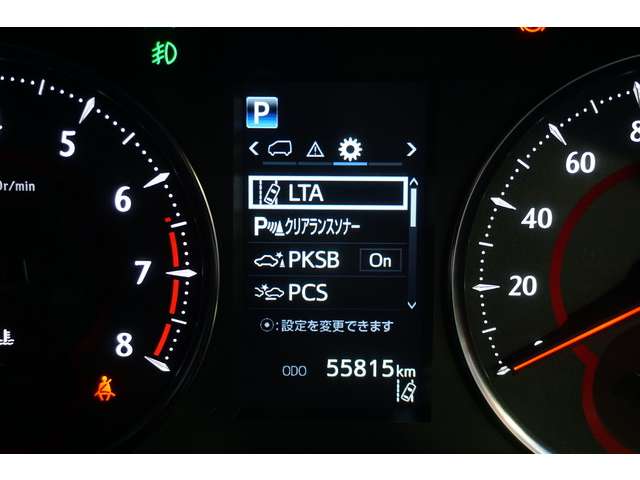 P
LTA
P クリアランスソナー
PKSB On
PCS
:設定を変更できます
ODO 55815km
5
r/min
6
7
8
80
60
40
20